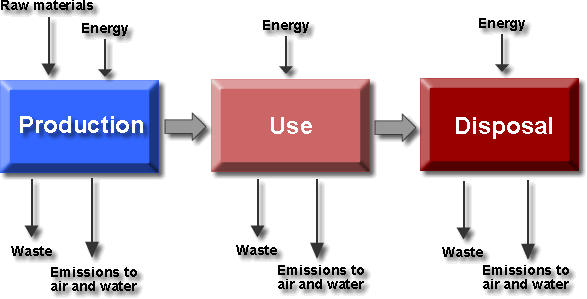 Raw materials
Energy
Energy
Energy
Production
Use
Disposal
Waste
Emissions to
air and water
Waste
Emissions to
air and water
Waste
Emissions to
air and water